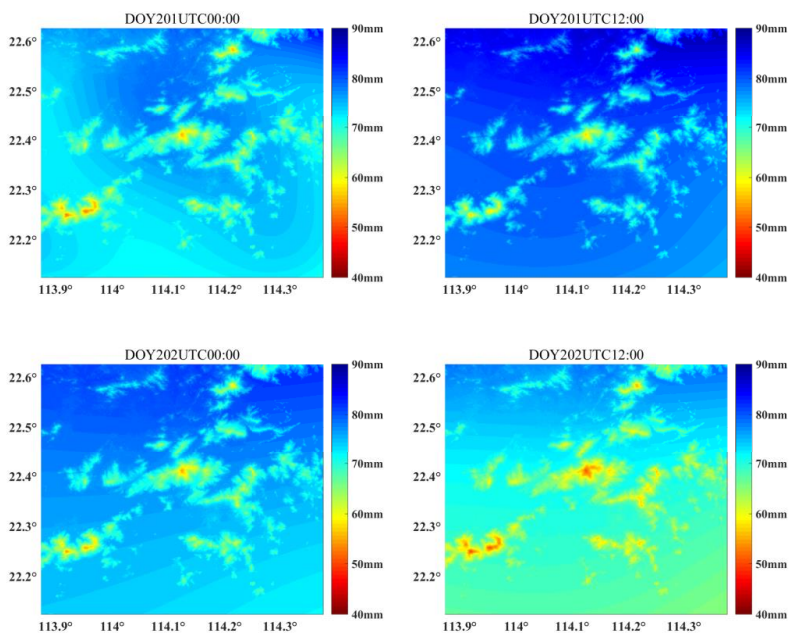 DOY201UTC00:00
22.6°
22.5°
22.4°
22.3°
22.2°
113.9° 114° 114.1° 114.2° 114.3°
90mm
80mm
70mm
60mm
50mm
40mm
DOY201UTC12:00
22.6°
22.5°
22.4°
22.3°
22.2°
113.9° 114° 114.1° 114.2° 114.3°
90mm
80mm
70mm
60mm
50mm
40mm
DOY202UTC00:00
22.6°
22.5°
22.4°
22.3°
22.2°
113.9° 114° 114.1° 114.2° 114.3°
90mm
80mm
70mm
60mm
50mm
40mm
DOY202UTC12:00
22.6°
22.5°
22.4°
22.3°
22.2°
113.9° 114° 114.1° 114.2° 114.3°
90mm
80mm
70mm
60mm
50mm
40mm